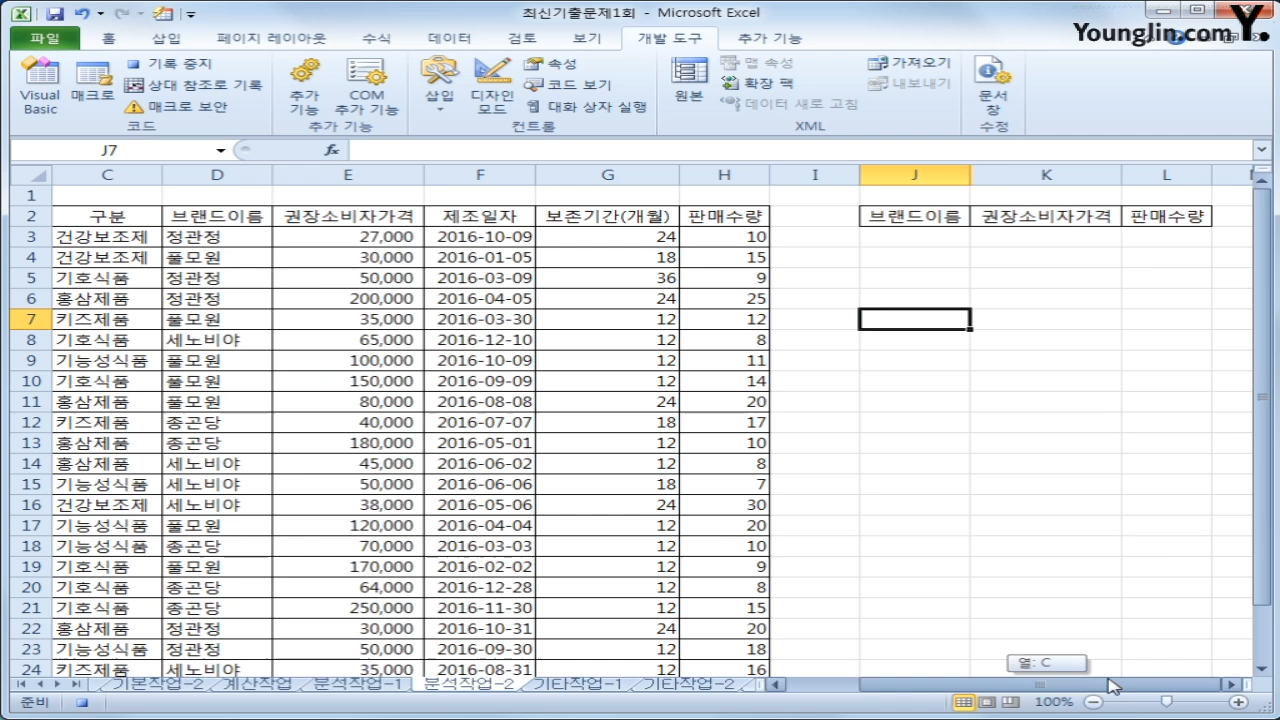 최신기출문제1회 - Microsoft Excel
Younglin.com Y.
파일 홈 삽입 페이지 레이아웃 수식 데이터 검토 보기 개발 도구 추가 기능
Visual Basic
매크로
기록 중지
상대 참조로 기록
매크로 보안
코드
추가 기능
COM 추가 기능
추가 기능
삽입
디자인 모드
속성
코드 보기
대화 상자 실행
컨트롤
원본
맵 속성
확장 팩
데이터 새로 고침
가져오기
내보내기
XML
문서 창
수정
J7 fx
C D E F G H I J K L
1
2 구분 브랜드이름 권장소비자가격 제조일자 보존기간(개월) 판매수량 브랜드이름 권장소비자가격 판매수량
3 건강보조제 정관정 27,000 2016-10-09 24 10
4 건강보조제 풀모원 30,000 2016-01-05 18 15
5 기호식품 정관정 50,000 2016-03-09 36 9
6 홍삼제품 정관정 200,000 2016-04-05 24 25
7 키즈제품 풀모원 35,000 2016-03-30 12 12
8 기호식품 세노비야 65,000 2016-12-10 12 8
9 기능성식품 풀모원 100,000 2016-10-09 12 11
10 기호식품 풀모원 150,000 2016-09-09 12 14
11 홍삼제품 풀모원 80,000 2016-08-08 24 20
12 키즈제품 종곤당 40,000 2016-07-07 18 17
13 홍삼제품 종곤당 180,000 2016-05-01 12 10
14 홍삼제품 세노비야 45,000 2016-06-02 12 8
15 기능성식품 세노비야 50,000 2016-06-06 18 7
16 건강보조제 세노비야 38,000 2016-05-06 24 30
17 기능성식품 풀모원 120,000 2016-04-04 12 20
18 기능성식품 종곤당 70,000 2016-03-03 12 10
19 기호식품 풀모원 170,000 2016-02-02 12 9
20 기호식품 종곤당 64,000 2016-12-28 12 8
21 기호식품 종곤당 250,000 2016-11-30 12 15
22 홍삼제품 정관정 30,000 2016-10-31 24 20
23 기능성식품 정관정 50,000 2016-09-30 12 18
24 키즈제품 세노비야 35,000 2016-08-31 12 16
열: C
기본작업-2 계산작업 분석작업-1 분석작업-2 기타작업-1 기타작업-2
준비 100%